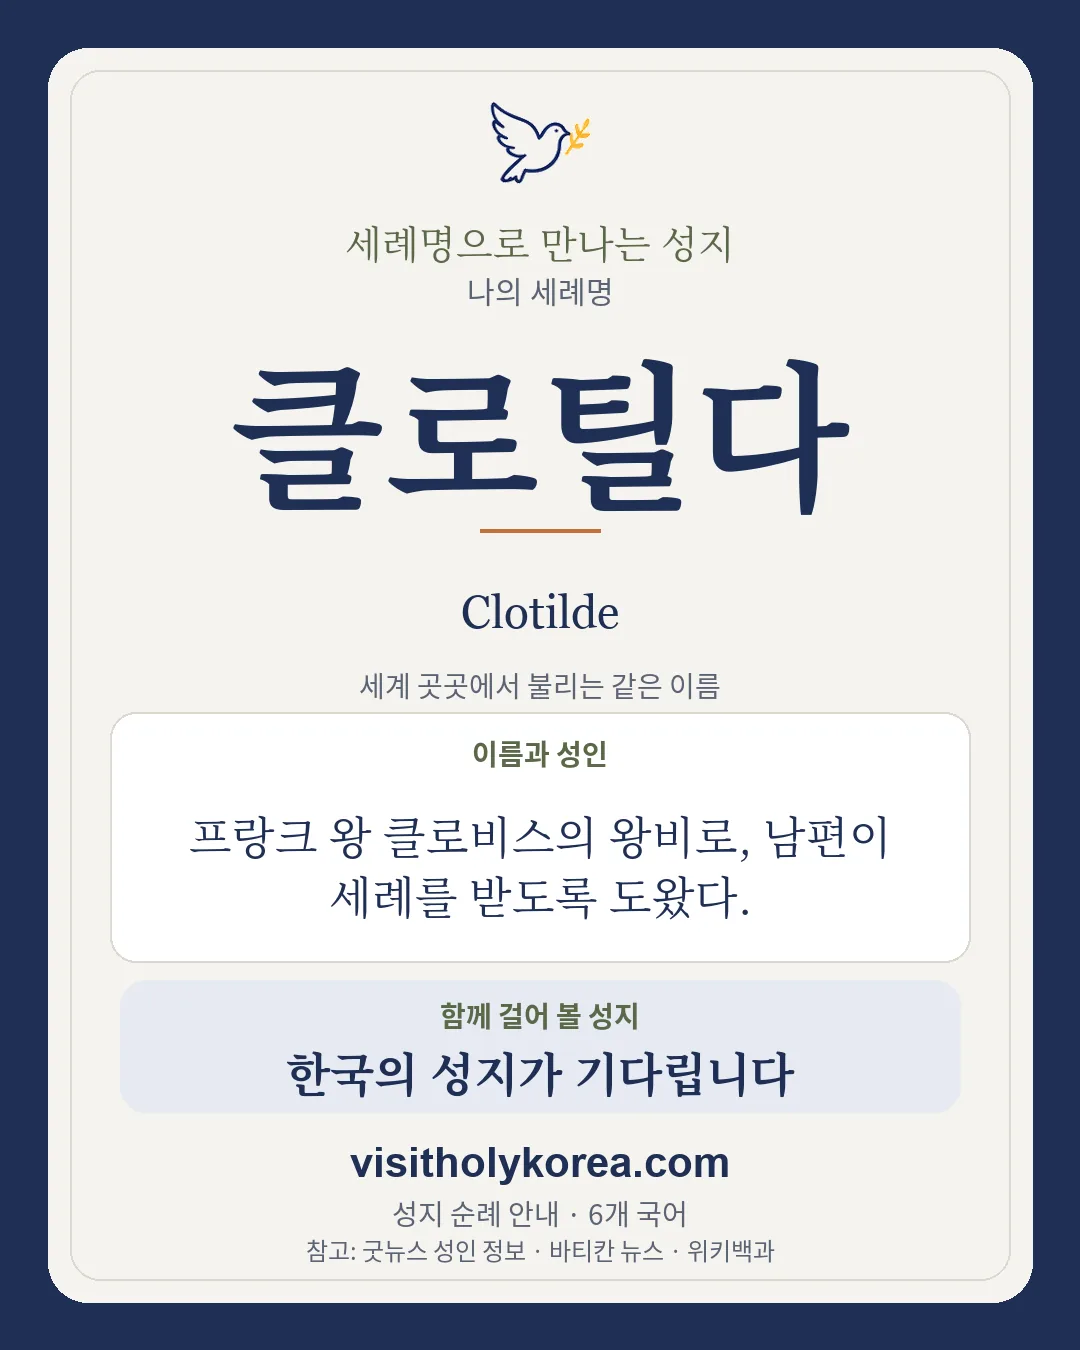 세례명으로 만나는 성지
나의 세례명
클로틸다
Clotilde
세계 곳곳에서 불리는 같은 이름
이름과 성인
프랑크 왕 클로비스의 왕비로, 남편이
세례를 받도록 도왔다.
함께 걸어 볼 성지
한국의 성지가 기다립니다
visitholykorea.com
성지 순례 안내 · 6개 국어
참고: 굿뉴스 성인 정보 · 바티칸 뉴스 · 위키백과